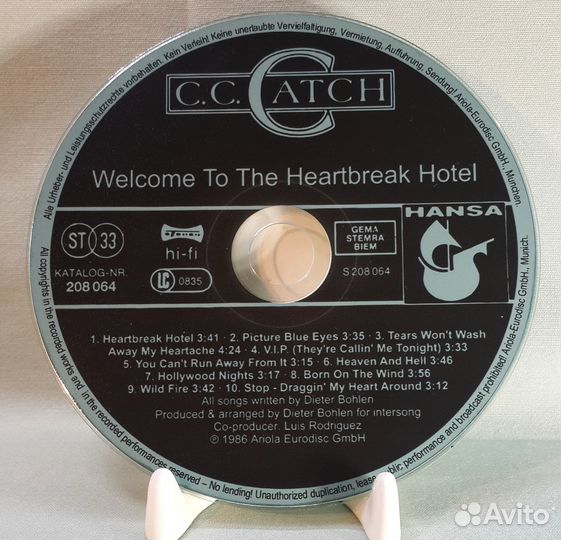 Alle Urheber- und Leistungsschutzrechte vorbehalten. Kein Verleih! Keine unerlaubte Vervielfältigung, Vermietung, Aufführung, Sendung! Ariola-Eurodisc GmbH., Munchen.
C.C. CATCH
Welcome To The Heartbreak Hotel
ST 33
hi-fi
GEMA
STEMRA
BIEM
HANSA
KATALOG-NR.
208 064
LC 0835
S 208 064
1. Heartbreak Hotel 3:41 · 2. Picture Blue Eyes 3:35 · 3. Tears Won't Wash
Away My Heartache 4:24 · 4. V.I.P. (They're Callin' Me Tonight) 3:33
5. You Can't Run Away From It 3:15 · 6. Heaven And Hell 3:46
7. Hollywood Nights 3:17 · 8. Born On The Wind 3:56
9. Wild Fire 3:42 · 10. Stop - Draggin' My Heart Around 3:12
All songs written by Dieter Bohlen
Produced & arranged by Dieter Bohlen for intersong
Co-producer: Luis Rodriguez
℗ 1986 Ariola Eurodisc GmbH
All copyrights in the recorded works and in the recorded performances reserved – No lending! Unauthorized duplication, lease, public performance and broadcast prohibited! Ariola-Eurodisc GmbH., Munich.
Avito